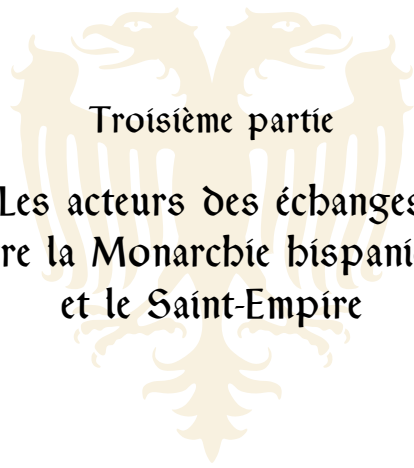 Troisième partie
Les acteurs des échanges
re la Monarchie hispani
et le Saint-Empire